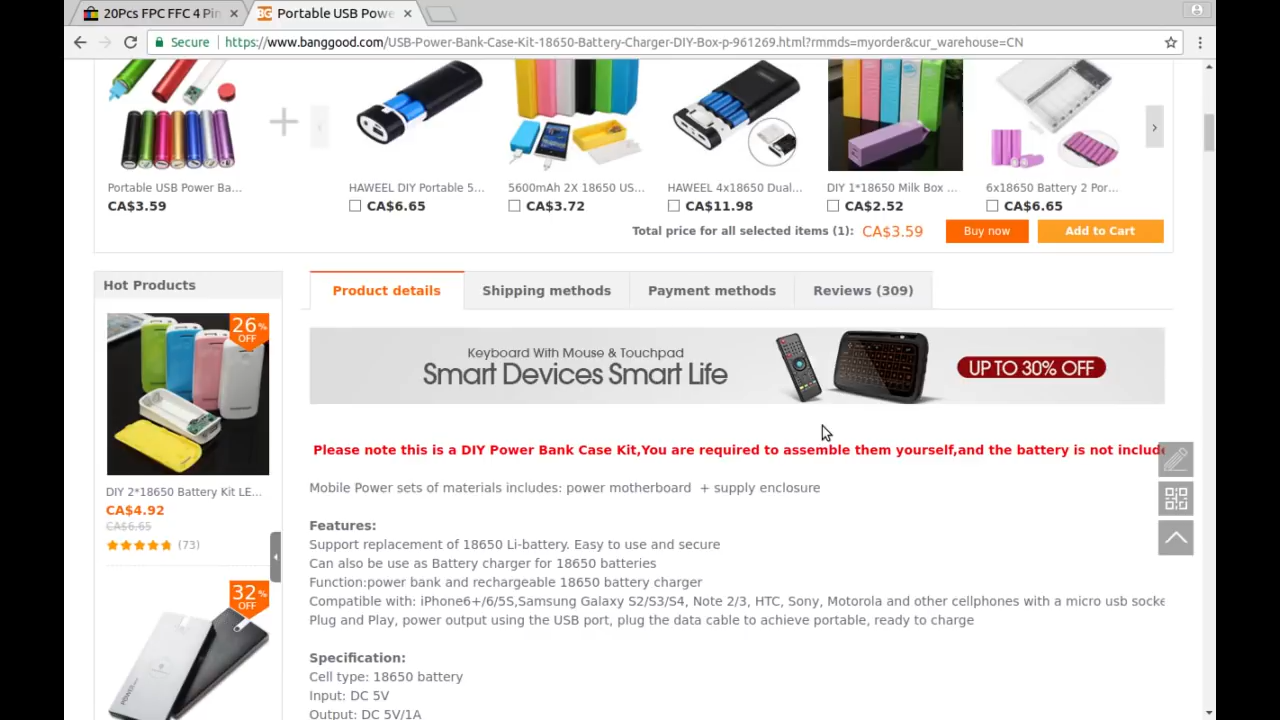 20Pcs FPC FFC 4 Pin
BG Portable USB Powe
Secure https://www.banggood.com/USB-Power-Bank-Case-Kit-18650-Battery-Charger-DIY-Box-p-961269.html?rmmds=myorder&cur_warehouse=CN
Portable USB Power Ba...
CA$3.59
HAWEEL DIY Portable 5...
CA$6.65
5600mAh 2X 18650 US...
CA$3.72
HAWEEL 4x18650 Dual...
CA$11.98
DIY 1*18650 Milk Box ...
CA$2.52
6x18650 Battery 2 Por...
CA$6.65
Total price for all selected items (1): CA$3.59 Buy now Add to Cart
Hot Products
26% OFF
DIY 2*18650 Battery Kit LE...
CA$4.92
CA$6.65
(73)
32% OFF
Product details Shipping methods Payment methods Reviews (309)
Keyboard With Mouse & Touchpad
Smart Devices Smart Life
UP TO 30% OFF
Please note this is a DIY Power Bank Case Kit,You are required to assemble them yourself,and the battery is not include
Mobile Power sets of materials includes: power motherboard + supply enclosure
Features:
Support replacement of 18650 Li-battery. Easy to use and secure
Can also be use as Battery charger for 18650 batteries
Function:power bank and rechargeable 18650 battery charger
Compatible with: iPhone6+/6/5S,Samsung Galaxy S2/S3/S4, Note 2/3, HTC, Sony, Motorola and other cellphones with a micro usb socke
Plug and Play, power output using the USB port, plug the data cable to achieve portable, ready to charge
Specification:
Cell type: 18650 battery
Input: DC 5V
Output: DC 5V/1A